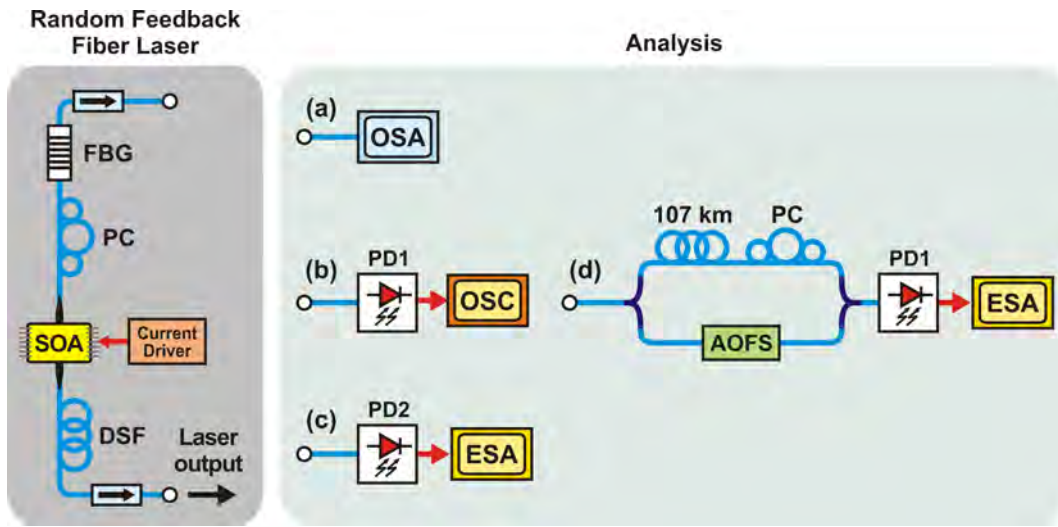 Random Feedback
Fiber Laser
FBG
PC
SOA
Current
Driver
DSF
Laser
output
Analysis
(a)
OSA
(b)
PD1
OSC
(c)
PD2
ESA
(d)
107 km
PC
AOFS
PD1
ESA